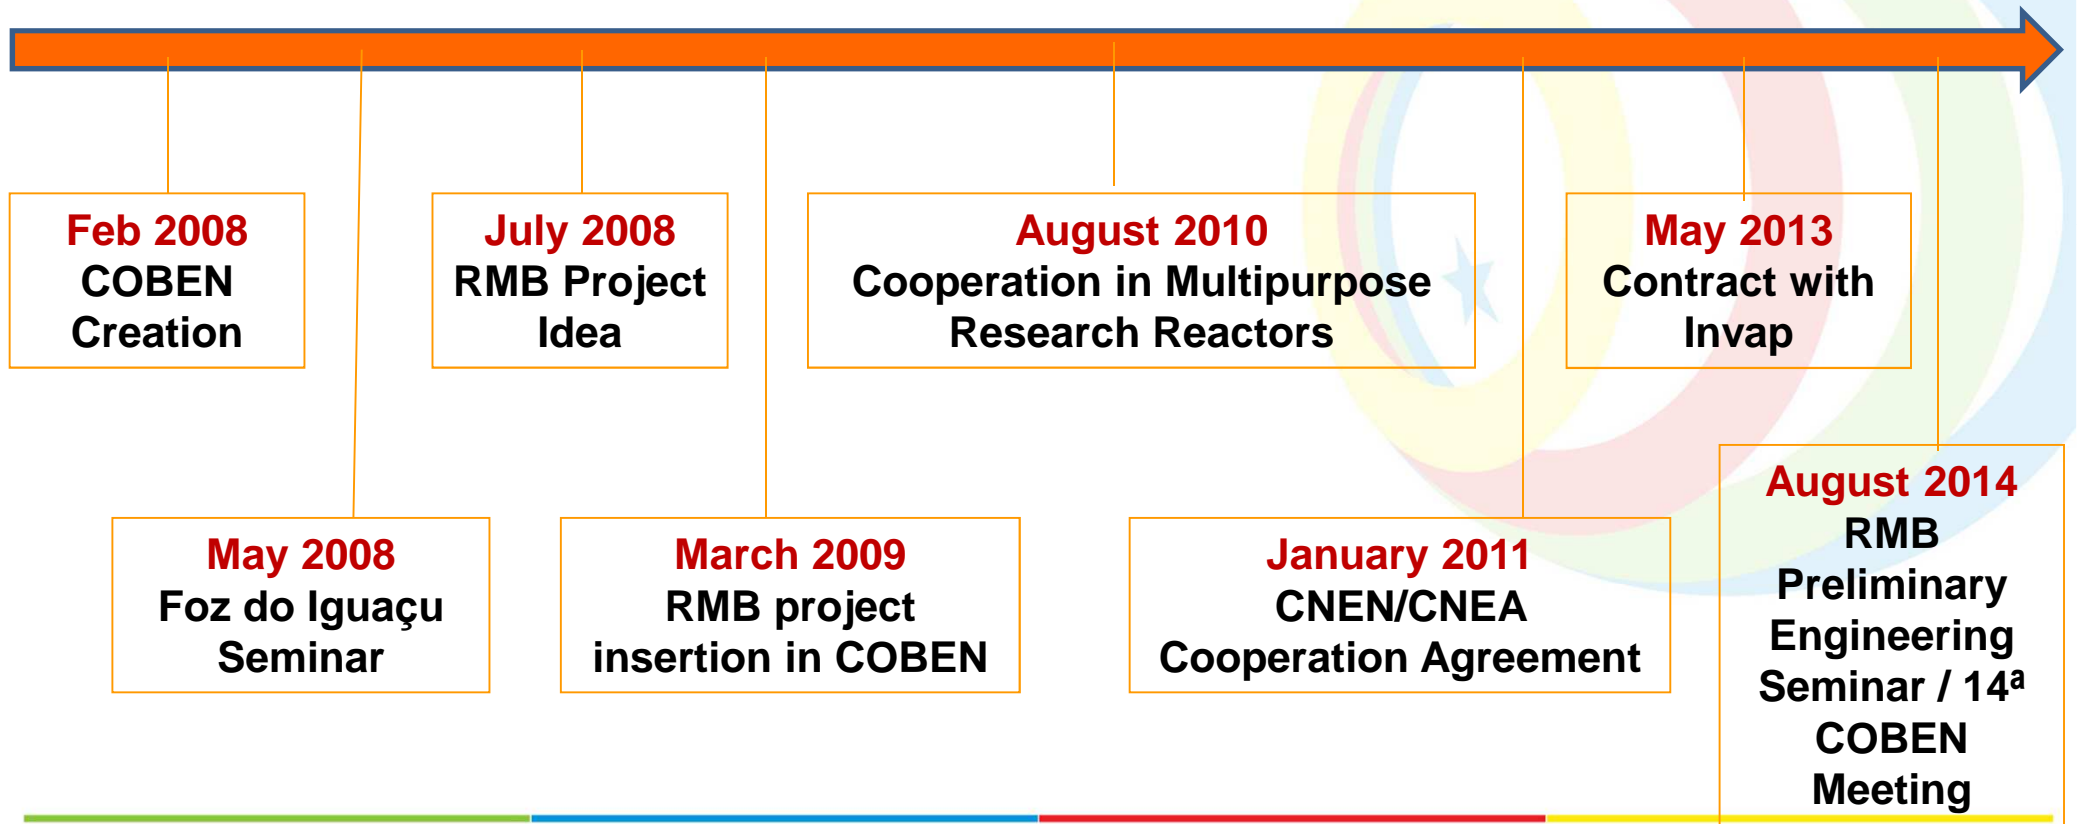 Feb 2008
COBEN
Creation
May 2008
Foz do Iguaçu
Seminar
July 2008
RMB Project
Idea
March 2009
RMB project
insertion in COBEN
August 2010
Cooperation in Multipurpose
Research Reactors
January 2011
CNEN/CNEA
Cooperation Agreement
May 2013
Contract with
Invap
August 2014
RMB
Preliminary
Engineering
Seminar / 14ª
COBEN
Meeting